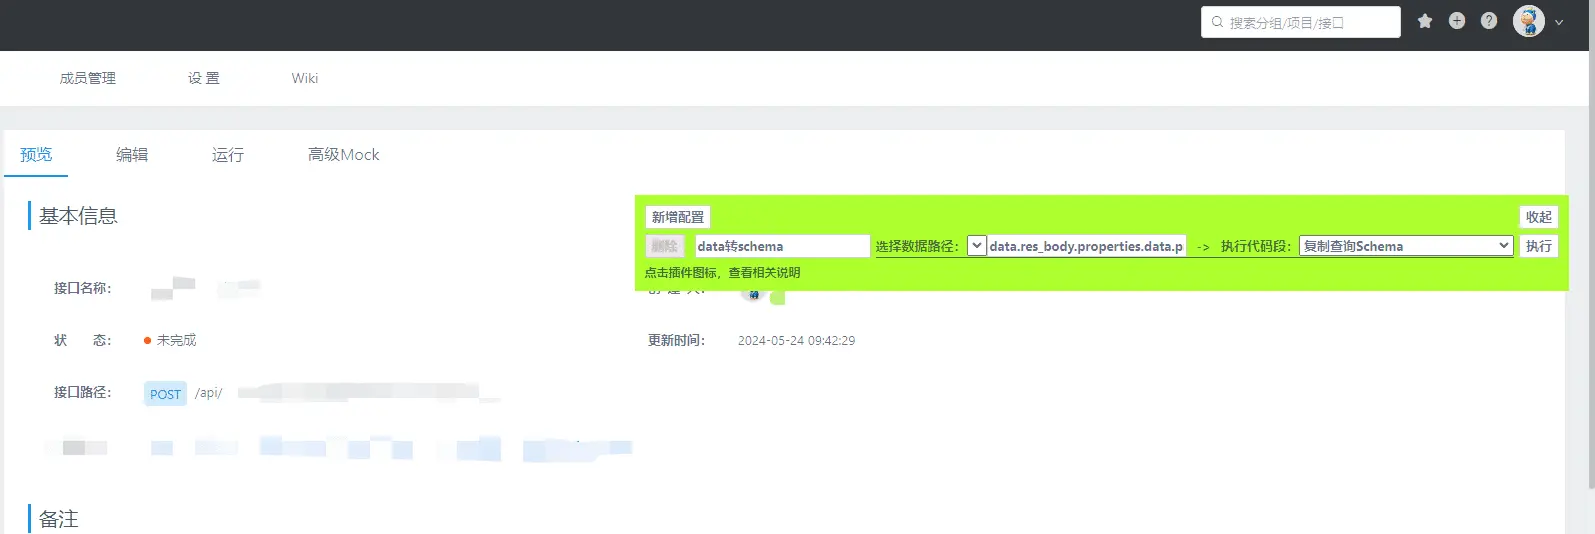 搜索分组/项目/接口
成员管理 设 置 Wiki
预览 编辑 运行 高级Mock
基本信息
新增配置 收起
删除 data转schema 选择数据路径： data.res_body.properties.data.p -> 执行代码段： 复制查询Schema 执行
点击插件图标，查看相关说明
接口名称：
状 态： 未完成 更新时间： 2024-05-24 09:42:29
接口路径： POST /api/
备注